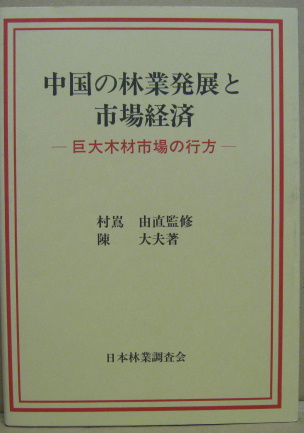 中国の林業発展と
市場経済
―巨大木材市場の行方―
村嶌 由直監修
陳 大夫著
日本林業調査会